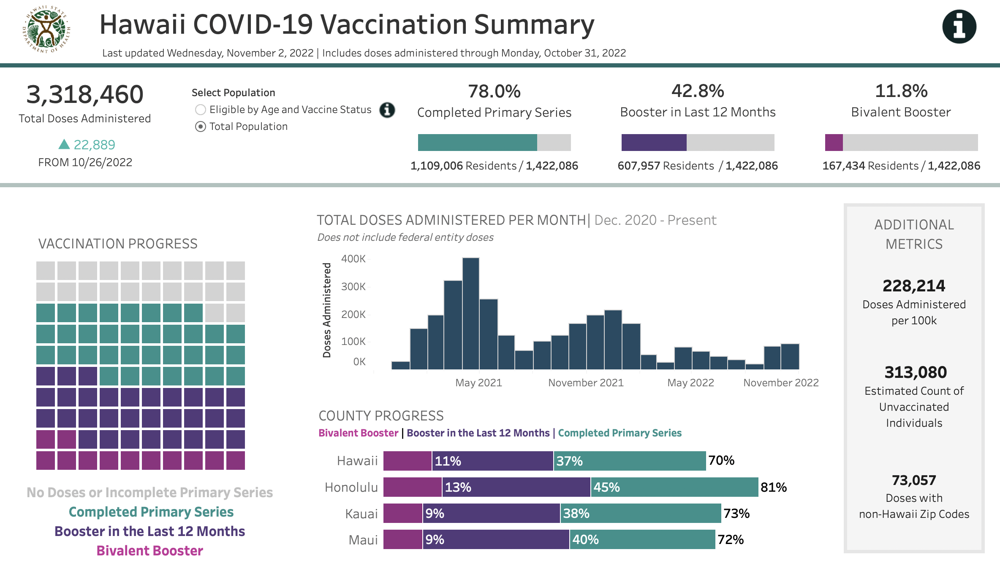 HAWAII STATE
DEPARTMENT OF HEALTH
Hawaii COVID-19 Vaccination Summary
Last updated Wednesday, November 2, 2022 | Includes doses administered through Monday, October 31, 2022
3,318,460
Total Doses Administered
▲ 22,889
FROM 10/26/2022
Select Population
Eligible by Age and Vaccine Status
Total Population
78.0%
Completed Primary Series
1,109,006 Residents / 1,422,086
42.8%
Booster in Last 12 Months
607,957 Residents / 1,422,086
11.8%
Bivalent Booster
167,434 Residents / 1,422,086
VACCINATION PROGRESS
No Doses or Incomplete Primary Series
Completed Primary Series
Booster in the Last 12 Months
Bivalent Booster
TOTAL DOSES ADMINISTERED PER MONTH| Dec. 2020 - Present
Does not include federal entity doses
Doses Administered
400K
300K
200K
100K
0K
May 2021 November 2021 May 2022 November 2022
COUNTY PROGRESS
Bivalent Booster | Booster in the Last 12 Months | Completed Primary Series
Hawaii 11% 37% 70%
Honolulu 13% 45% 81%
Kauai 9% 38% 73%
Maui 9% 40% 72%
ADDITIONAL
METRICS
228,214
Doses Administered
per 100k
313,080
Estimated Count of
Unvaccinated
Individuals
73,057
Doses with
non-Hawaii Zip Codes